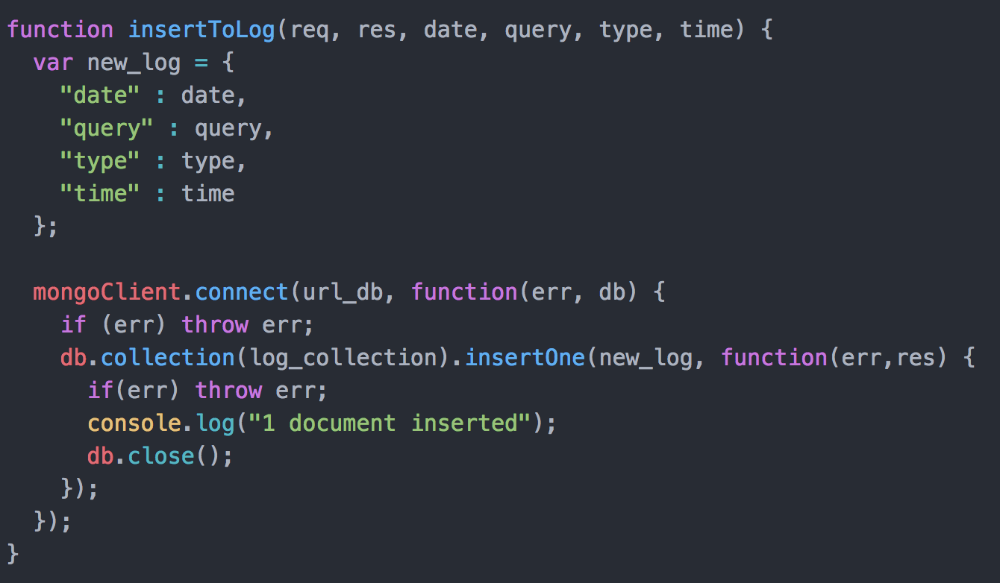 function insertToLog(req, res, date, query, type, time) {
  var new_log = {
    "date" : date,
    "query" : query,
    "type" : type,
    "time" : time
  };

  mongoClient.connect(url_db, function(err, db) {
    if (err) throw err;
    db.collection(log_collection).insertOne(new_log, function(err,res) {
      if(err) throw err;
      console.log("1 document inserted");
      db.close();
    });
  });
}